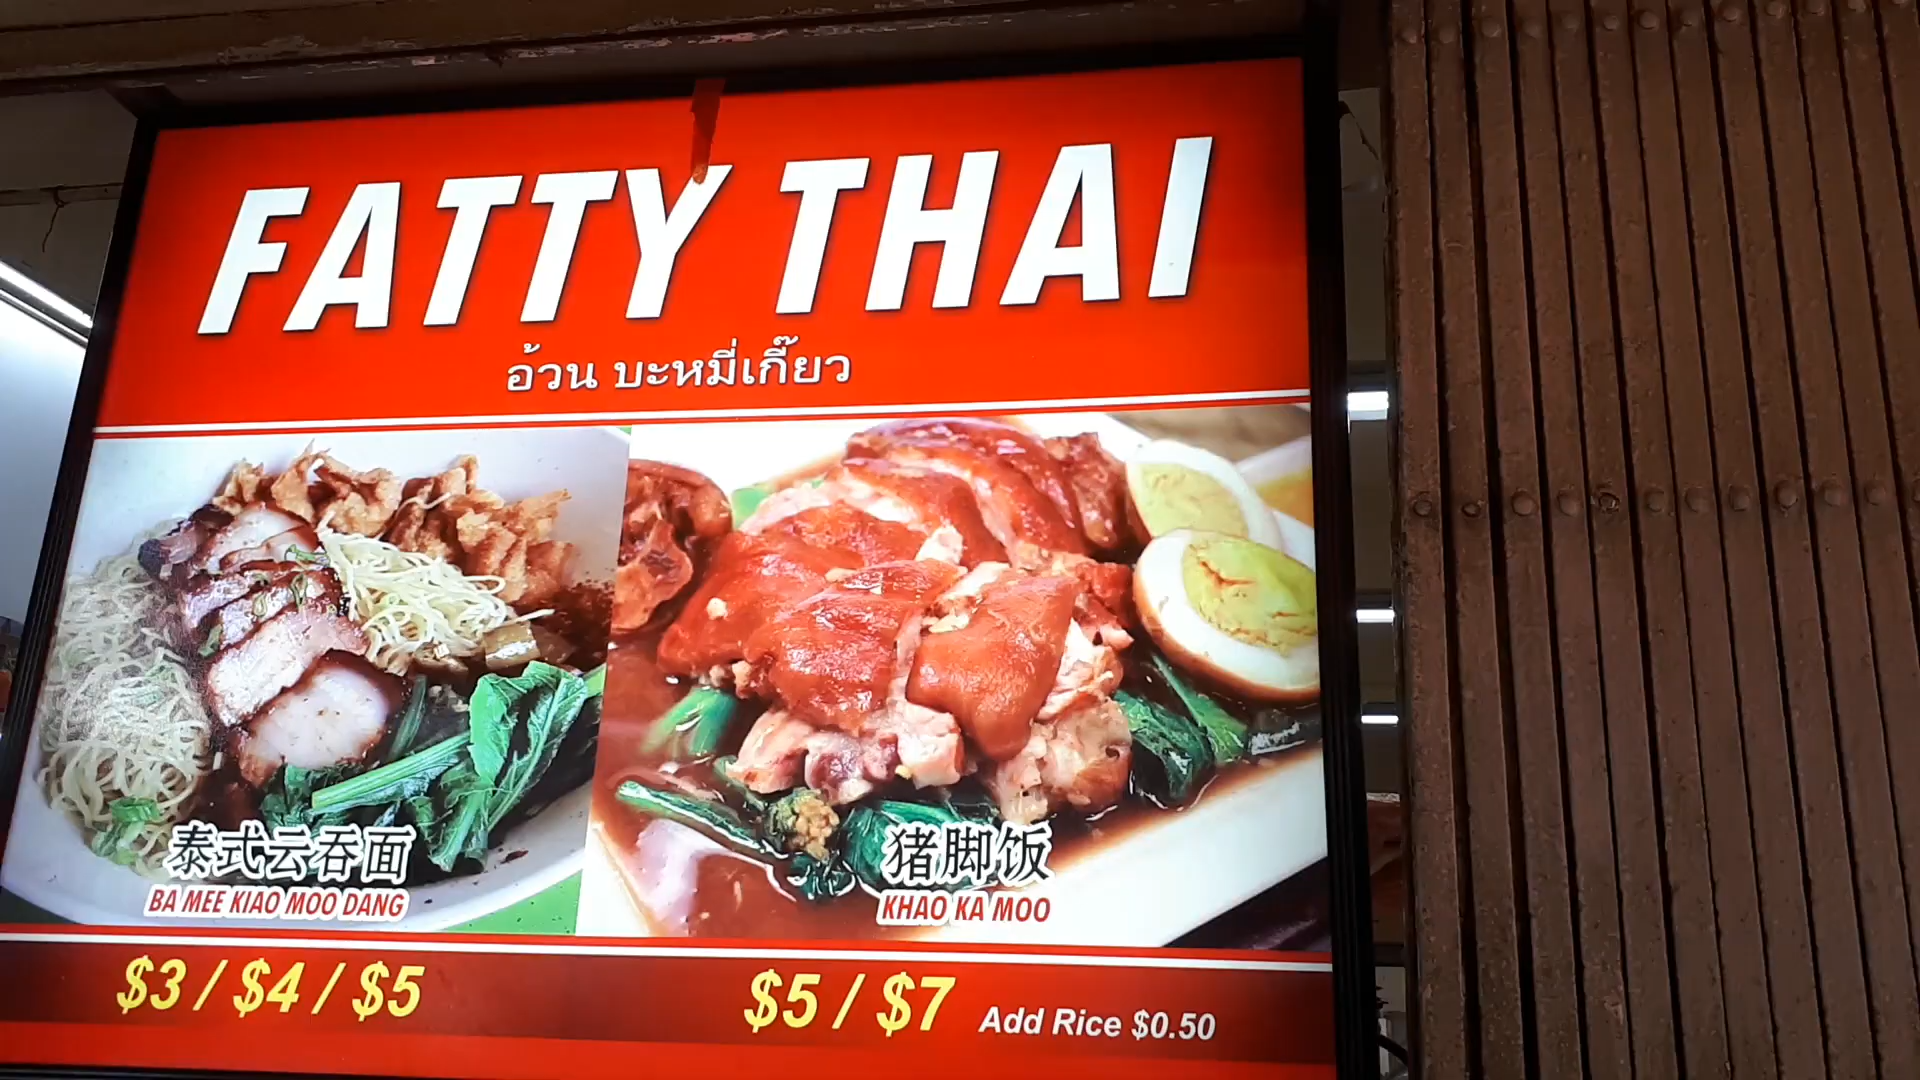 FATTY THAI
อ้วน บะหมี่เกี๊ยว
泰式云吞面
BA MEE KIAO MOO DANG
猪脚饭
KHAO KA MOO
$3 / $4 / $5
$5 / $7 Add Rice $0.50